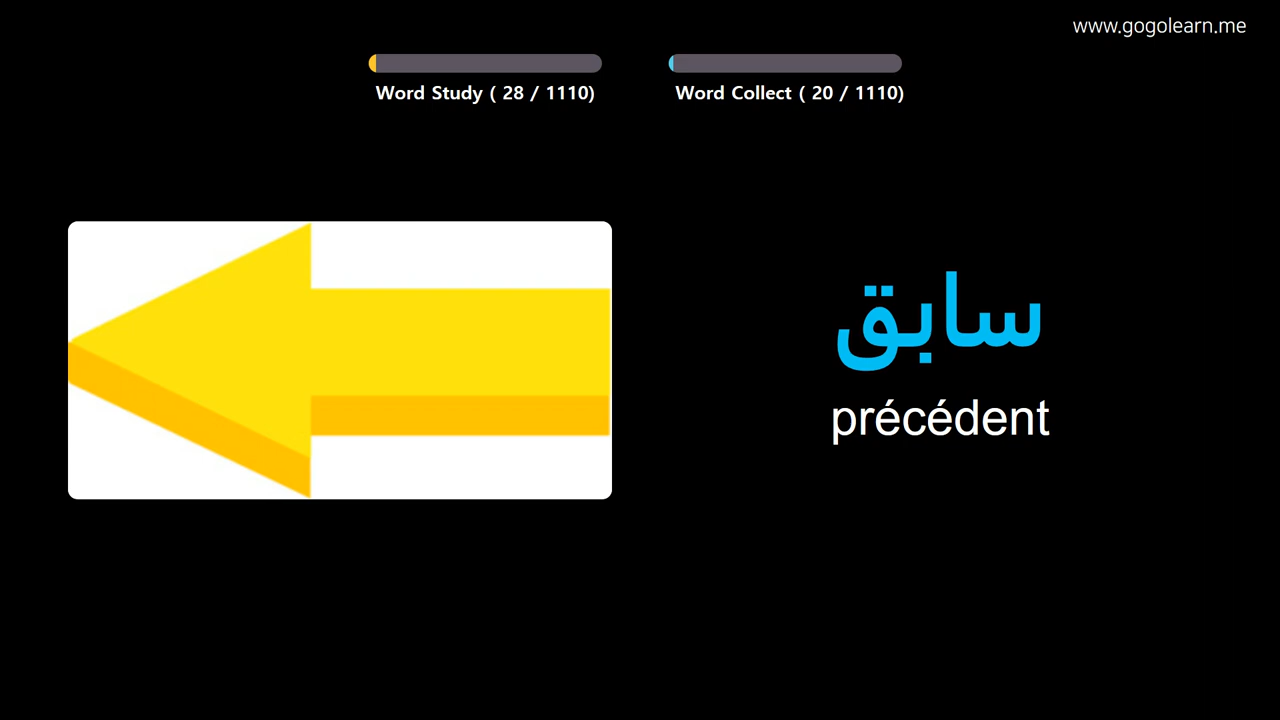 www.gogolearn.me
Word Study ( 28 / 1110)
Word Collect ( 20 / 1110)
سابق
précédent